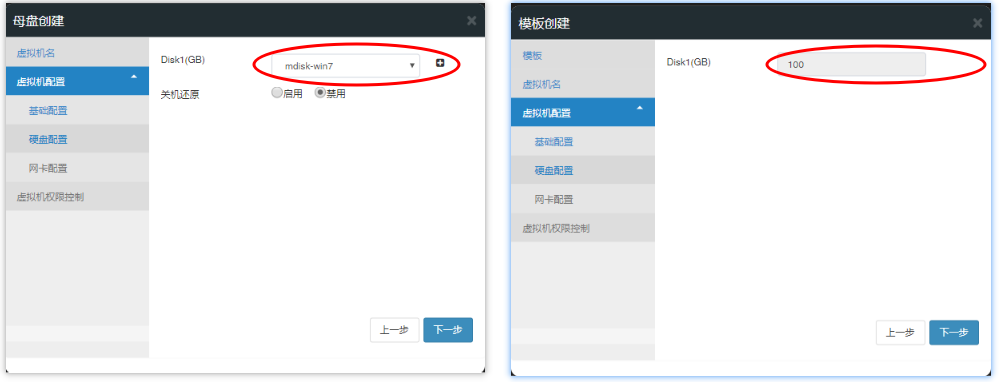 母盘创建
虚拟机名
虚拟机配置
基础配置
硬盘配置
网卡配置
虚拟机权限控制
Disk1(GB)
mdisk-win7
关机还原
启用 禁用
上一步 下一步
模板创建
模板
虚拟机名
虚拟机配置
基础配置
硬盘配置
网卡配置
虚拟机权限控制
Disk1(GB)
100
上一步 下一步